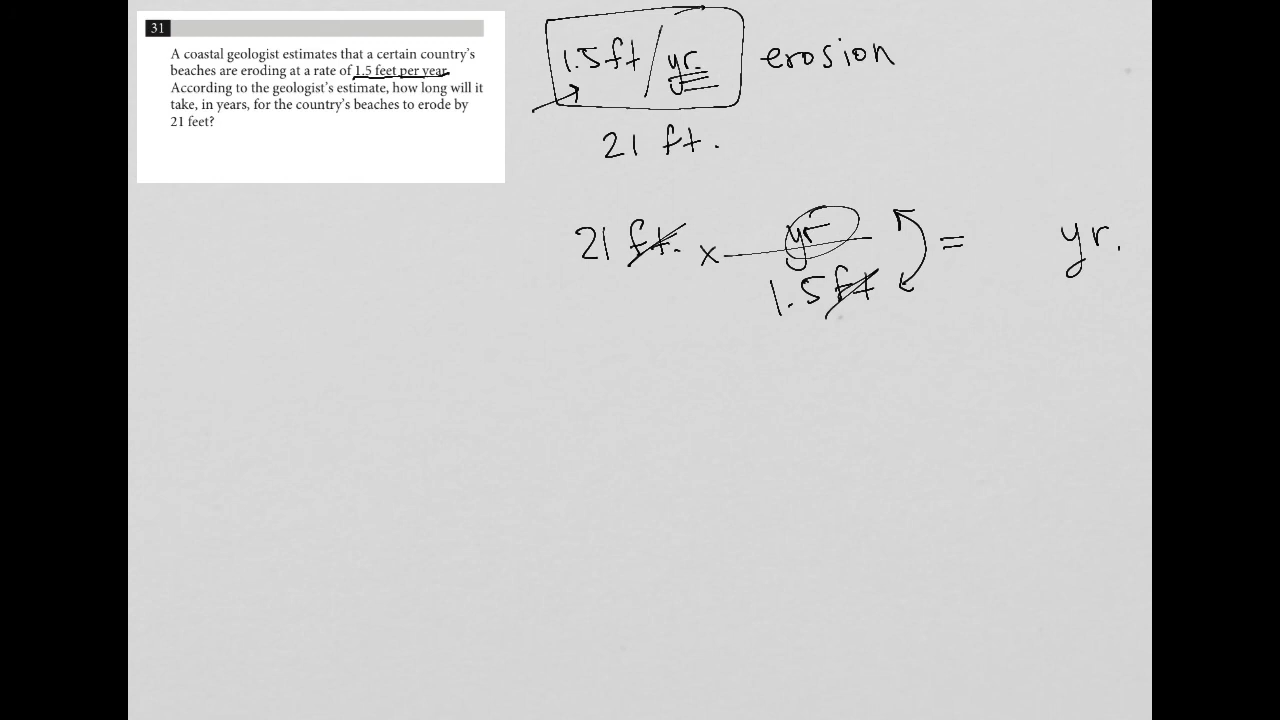 31
A coastal geologist estimates that a certain country's
beaches are eroding at a rate of 1.5 feet per year.
According to the geologist's estimate, how long will it
take, in years, for the country's beaches to erode by
21 feet?
1.5ft/yr. erosion
21 ft.
21 ft. x yr = yr.
1.5ft